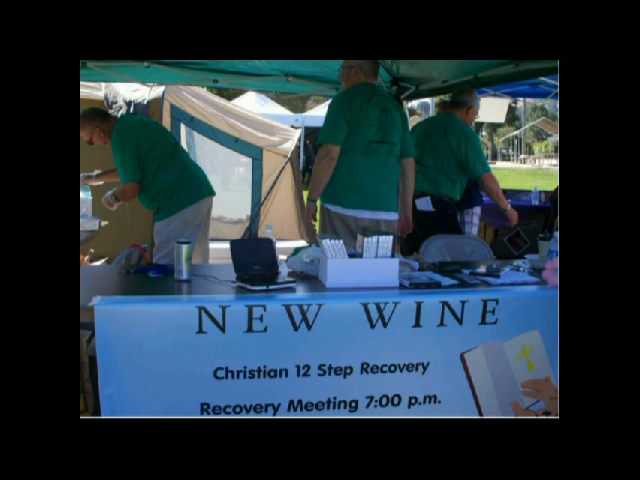 NEW WINE
Christian 12 Step Recovery
Recovery Meeting 7:00 p.m.